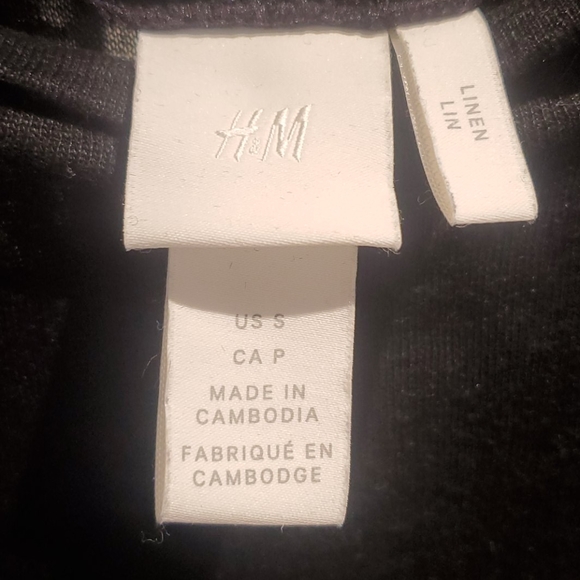 H&M
LINEN
LIN
US S
CA P
MADE IN
CAMBODIA
FABRIQUÉ EN
CAMBODGE